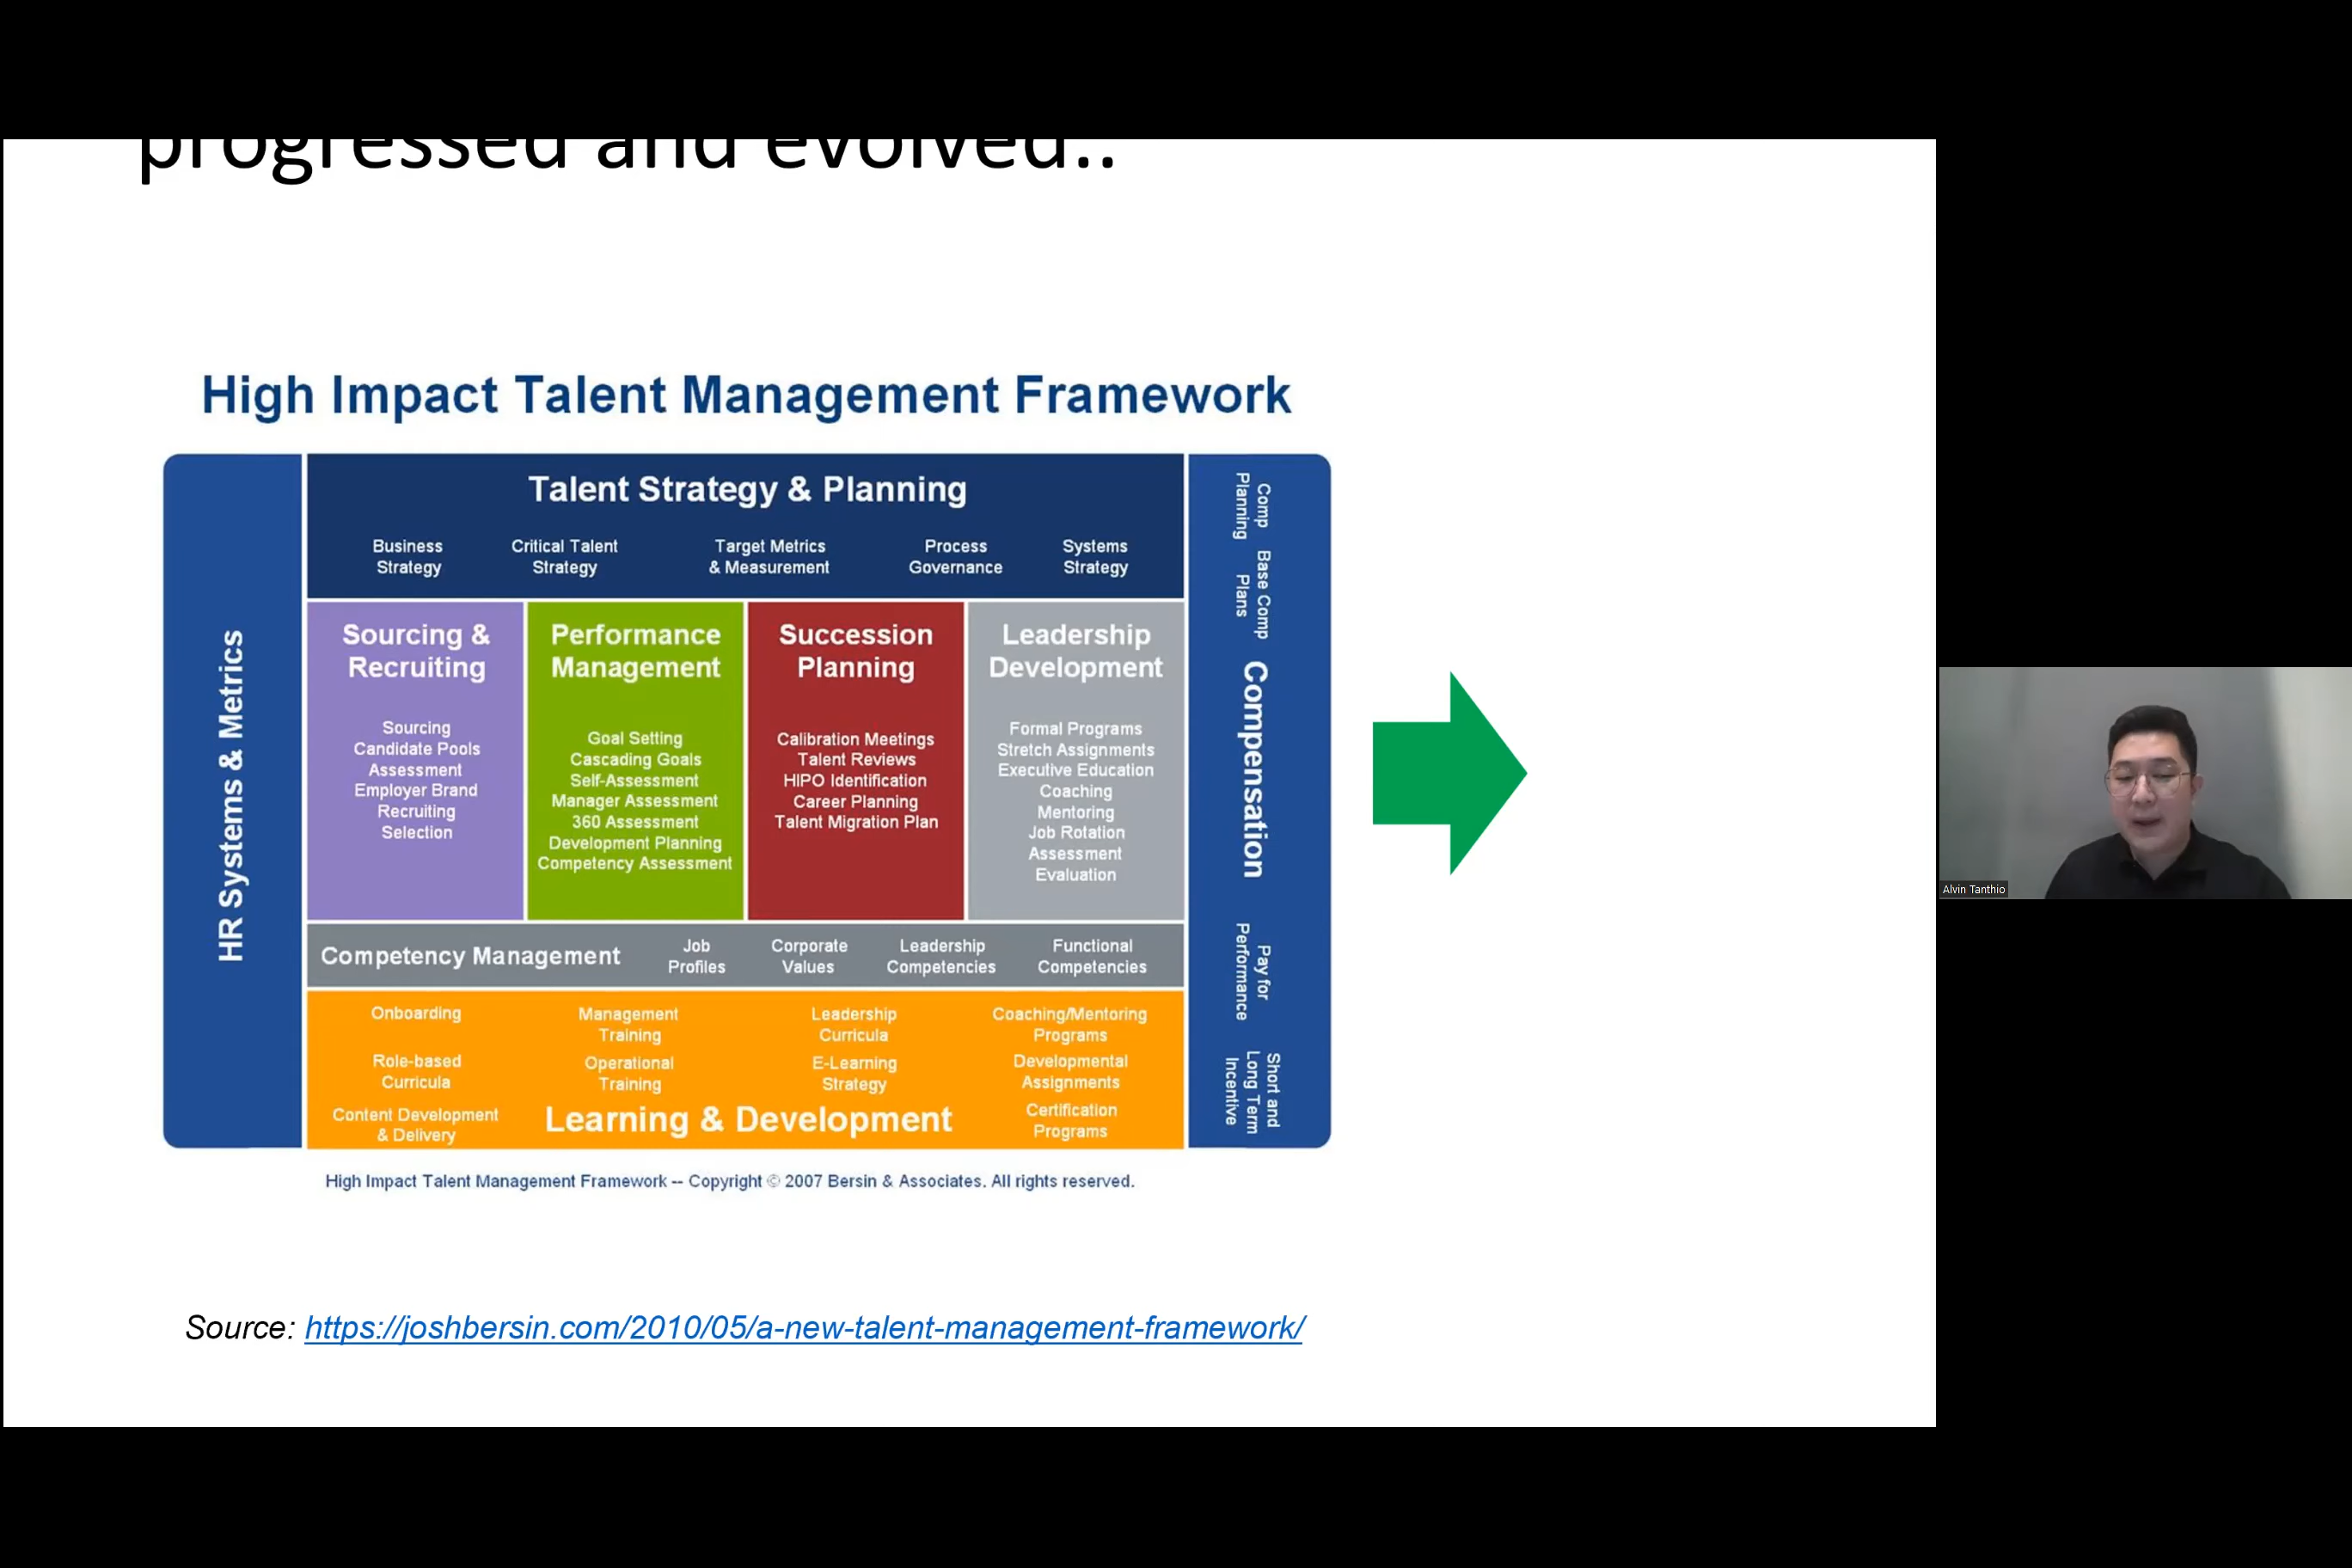 progressed and evolved..
High Impact Talent Management Framework
HR Systems & Metrics
Talent Strategy & Planning
Business
Strategy
Critical Talent
Strategy
Target Metrics
& Measurement
Process
Governance
Systems
Strategy
Sourcing &
Recruiting
Sourcing
Candidate Pools
Assessment
Employer Brand
Recruiting
Selection
Performance
Management
Goal Setting
Cascading Goals
Self-Assessment
Manager Assessment
360 Assessment
Development Planning
Competency Assessment
Succession
Planning
Calibration Meetings
Talent Reviews
HIPO Identification
Career Planning
Talent Migration Plan
Leadership
Development
Formal Programs
Stretch Assignments
Executive Education
Coaching
Mentoring
Job Rotation
Assessment
Evaluation
Competency Management
Job
Profiles
Corporate
Values
Leadership
Competencies
Functional
Competencies
Onboarding
Management
Training
Leadership
Curricula
Coaching/Mentoring
Programs
Role-based
Curricula
Operational
Training
E-Learning
Strategy
Developmental
Assignments
Content Development
& Delivery
Learning & Development
Certification
Programs
Comp
Planning
Base Comp
Plans
Compensation
Pay for
Performance
Short and
Long Term
Incentive
High Impact Talent Management Framework -- Copyright © 2007 Bersin & Associates. All rights reserved.
Source: https://joshbersin.com/2010/05/a-new-talent-management-framework/
Alvin Tanthio